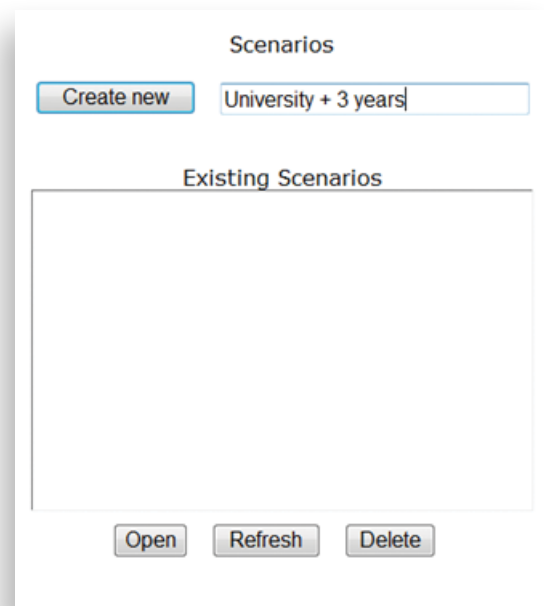 Scenarios
Create new University + 3 years
Existing Scenarios
Open Refresh Delete